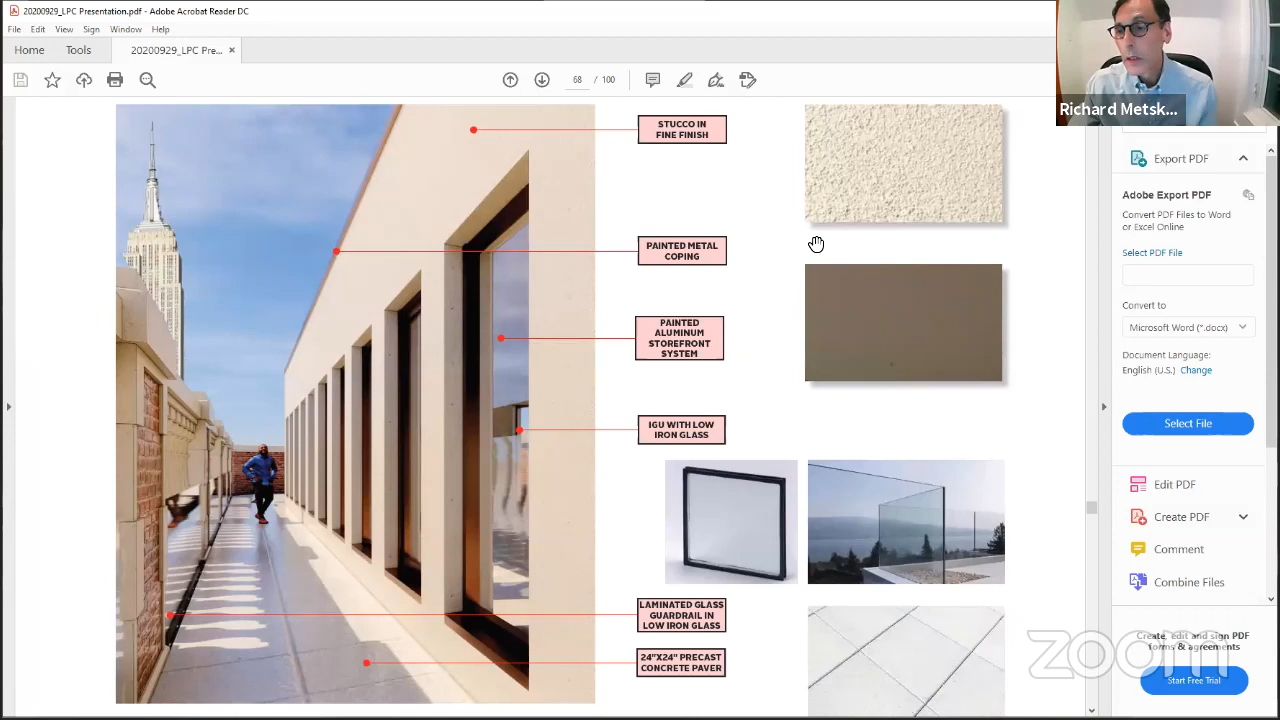 20200929_LPC Presentation.pdf - Adobe Acrobat Reader DC
File Edit View Sign Window Help
Home Tools 20200929_LPC Pre... ×
68 / 100
Richard Metsk...
STUCCO IN
FINE FINISH
PAINTED METAL
COPING
PAINTED
ALUMINUM
STOREFRONT
SYSTEM
IGU WITH LOW
IRON GLASS
LAMINATED GLASS
GUARDRAIL IN
LOW IRON GLASS
24"X24" PRECAST
CONCRETE PAVER
Export PDF
Adobe Export PDF
Convert PDF Files to Word
or Excel Online
Select PDF File
Convert to
Microsoft Word (*.docx)
Document Language:
English (U.S.) Change
Select File
Edit PDF
Create PDF
Comment
Combine Files
Create, edit and sign PDF
forms & agreements
Start Free Trial
zoom